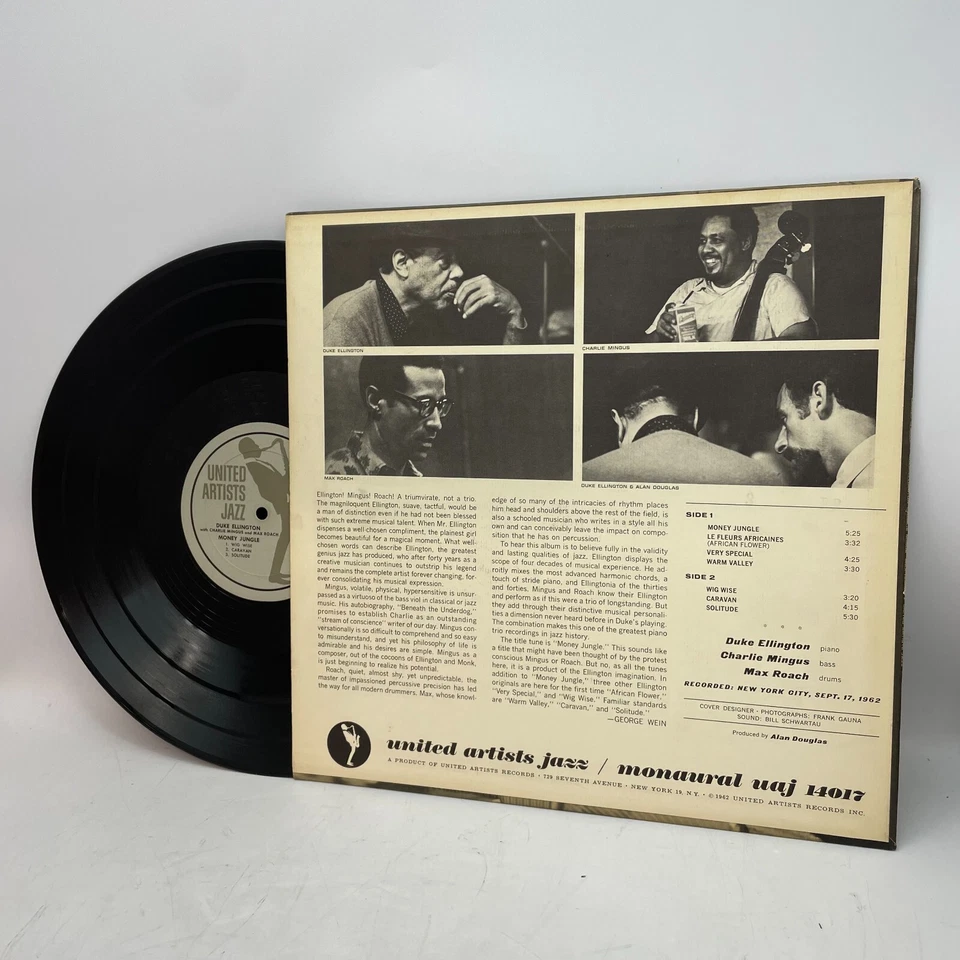 UNITED
ARTISTS
JAZZ
DUKE ELLINGTON
with CHARLIE MINGUS and MAX ROACH
MONEY JUNGLE
1. WIG WISE
2. CARAVAN
3. SOLITUDE
DUKE ELLINGTON
CHARLIE MINGUS
MAX ROACH
DUKE ELLINGTON & ALAN DOUGLAS
Ellington! Mingus! Roach! A triumvirate, not a trio.
The magniloquent Ellington, suave, tactful, would be
a man of distinction even if he had not been blessed
with such extreme musical talent. When Mr. Ellington
dispenses a well chosen compliment, the plainest girl
becomes beautiful for a magical moment. What well-
chosen words can describe Ellington, the greatest
genius jazz has produced, who after forty years as a
creative musician continues to outstrip his legend
and remains the complete artist forever changing, for-
ever consolidating his musical expression.
Mingus, volatile, physical, hypersensitive is unsur-
passed as a virtuoso of the bass viol in classical or jazz
music. His autobiography, "Beneath the Underdog,"
promises to establish Charlie as an outstanding
"stream of conscience" writer of our day. Mingus con-
versationally is so difficult to comprehend and so easy
to misunderstand, and yet his philosophy of life is
admirable and his desires are simple. Mingus as a
composer, out of the cocoons of Ellington and Monk,
is just beginning to realize his potential.
Roach, quiet, almost shy, yet unpredictable, the
master of impassioned percussive precision has led
the way for all modern drummers. Max, whose knowl-
edge of so many of the intricacies of rhythm places
him head and shoulders above the rest of the field, is
also a schooled musician who writes in a style all his
own and can conceivably leave the impact on compo-
sition that he has on percussion.
To hear this album is to believe fully in the validity
and lasting qualities of jazz. Ellington displays the
scope of four decades of musical experience. He ad-
roitly mixes the most advanced harmonic chords, a
touch of stride piano, and Ellingtonia of the thirties
and forties. Mingus and Roach know their Ellington
and perform as if this were a trio of longstanding. But
they add through their distinctive musical personali-
ties a dimension never heard before in Duke's playing.
The combination makes this one of the greatest piano
trio recordings in jazz history.
The title tune is "Money Jungle." This sounds like
a title that might have been thought of by the protest
conscious Mingus or Roach. But no, as all the tunes
here, it is a product of the Ellington imagination. In
addition to "Money Jungle," three other Ellington
originals are here for the first time "African Flower,"
"Very Special," and "Wig Wise." Familiar standards
are "Warm Valley," "Caravan," and "Solitude."
—GEORGE WEIN
SIDE 1
MONEY JUNGLE 5:25
LE FLEURS AFRICAINES 3:32
(AFRICAN FLOWER)
VERY SPECIAL 4:25
WARM VALLEY 3:30
SIDE 2
WIG WISE 3:20
CARAVAN 4:15
SOLITUDE 5:30
Duke Ellington piano
Charlie Mingus bass
Max Roach drums
RECORDED: NEW YORK CITY, SEPT. 17, 1962
COVER DESIGNER • PHOTOGRAPHS: FRANK GAUNA
SOUND: BILL SCHWARTAU
Produced by Alan Douglas
united artists jazz / monaural uaj 14017
A PRODUCT OF UNITED ARTISTS RECORDS • 729 SEVENTH AVENUE • NEW YORK 19, N.Y. • © 1962 UNITED ARTISTS RECORDS INC.